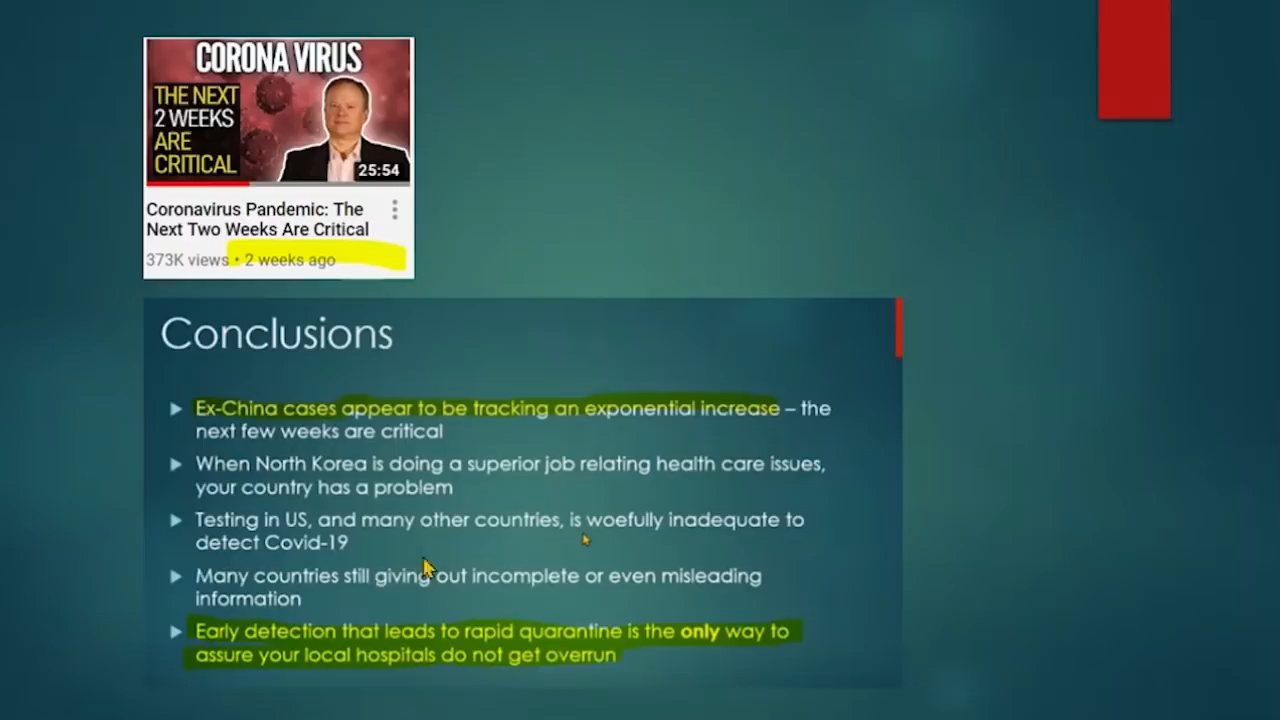 CORONA VIRUS
THE NEXT
2 WEEKS
ARE
CRITICAL
25:54
Coronavirus Pandemic: The
Next Two Weeks Are Critical
373K views • 2 weeks ago
Conclusions
Ex-China cases appear to be tracking an exponential increase – the
next few weeks are critical
When North Korea is doing a superior job relating health care issues,
your country has a problem
Testing in US, and many other countries, is woefully inadequate to
detect Covid-19
Many countries still giving out incomplete or even misleading
information
Early detection that leads to rapid quarantine is the only way to
assure your local hospitals do not get overrun